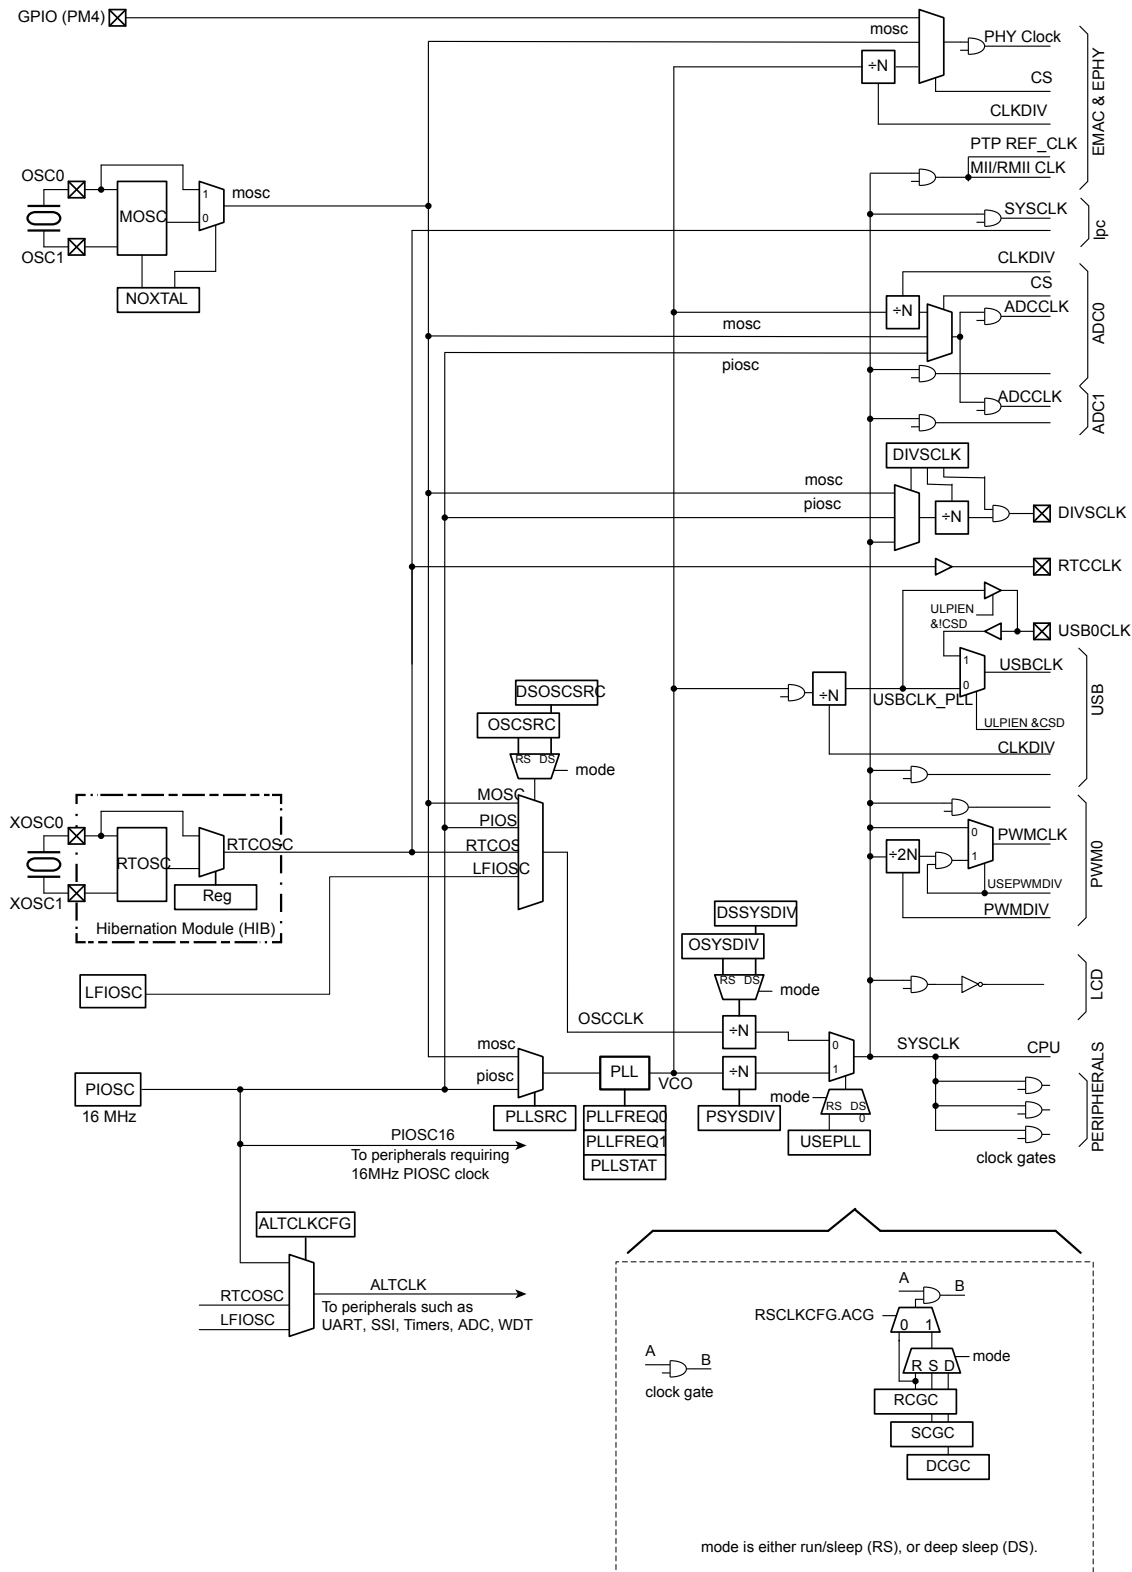 GPIO (PM4)
mosc
PHY Clock
÷N
CS
CLKDIV
EMAC & EPHY
PTP REF_CLK
MII/RMII CLK
OSC0
MOSC
1
0
mosc
OSC1
NOXTAL
SYSCLK
lpc
CLKDIV
CS
÷N
ADCCLK
mosc
piosc
ADC0
ADCCLK
ADC1
DIVSCLK
mosc
piosc
÷N
DIVSCLK
RTCCLK
ULPIEN
&!CSD
USB0CLK
1
0
USBCLK
÷N
USBCLK_PLL
ULPIEN &CSD
CLKDIV
USB
DSOSCSRC
OSCSRC
RS DS
mode
MOSC
PIOS
RTCOS
LFIOSC
XOSC0
RTOSC
RTCOSC
XOSC1
Reg
Hibernation Module (HIB)
0
1
PWMCLK
÷2N
USEPWMDIV
PWMDIV
PWM0
DSSYSDIV
OSYSDIV
RS DS
mode
LCD
LFIOSC
OSCCLK
÷N
0
1
SYSCLK
CPU
mosc
piosc
PLL
VCO
÷N
PIOSC
16 MHz
PLLSRC
PLLFREQ0
PLLFREQ1
PLLSTAT
PSYSDIV
mode
RS DS
0
USEPLL
clock gates
PERIPHERALS
PIOSC16
To peripherals requiring
16MHz PIOSC clock
ALTCLKCFG
RTCOSC
LFIOSC
ALTCLK
To peripherals such as
UART, SSI, Timers, ADC, WDT
A
B
RSCLKCFG.ACG
0 1
A
B
clock gate
R S D
mode
RCGC
SCGC
DCGC
mode is either run/sleep (RS), or deep sleep (DS).